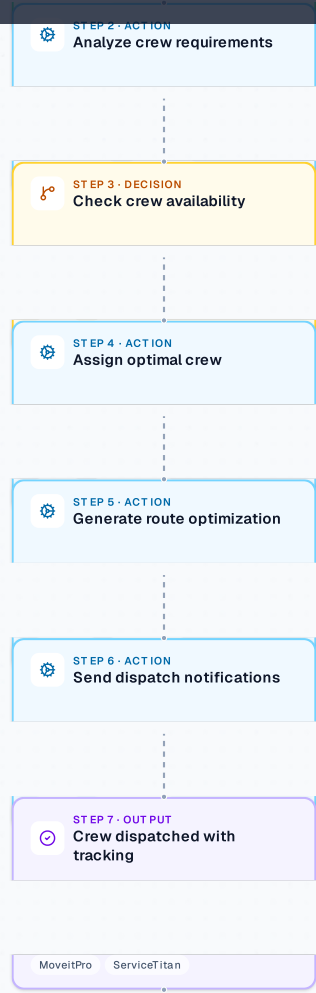 STEP 2 · ACTION
Analyze crew requirements
STEP 3 · DECISION
Check crew availability
STEP 4 · ACTION
Assign optimal crew
STEP 5 · ACTION
Generate route optimization
STEP 6 · ACTION
Send dispatch notifications
STEP 7 · OUTPUT
Crew dispatched with
tracking
MoveitPro ServiceTitan